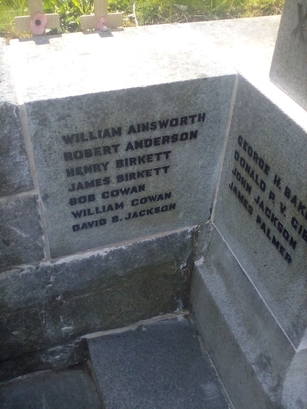 WILLIAM AINSWORTH
ROBERT ANDERSON
HENRY BIRKETT
JAMES BIRKETT
BOB COWAN
WILLIAM COWAN
DAVID S. JACKSON
GEORGE H.
DONALD P. V.
JOHN JACKSON
JAMES PALMER